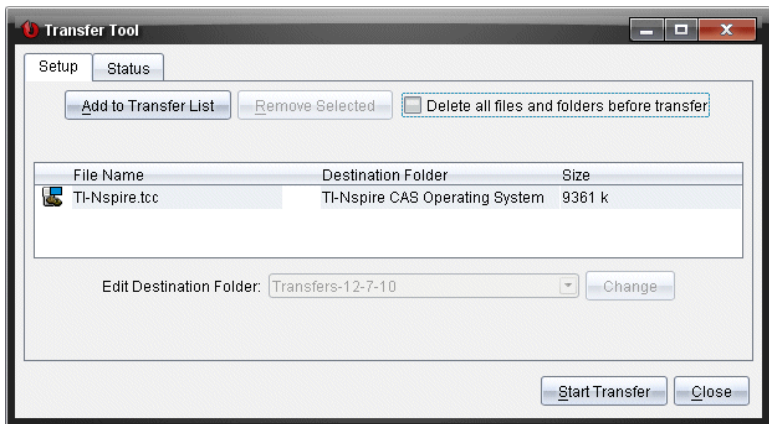 Transfer Tool
Setup Status
Add to Transfer List Remove Selected Delete all files and folders before transfer
File Name Destination Folder Size
TI-Nspire.tcc TI-Nspire CAS Operating System 9361 k
Edit Destination Folder: Transfers-12-7-10 Change
Start Transfer Close